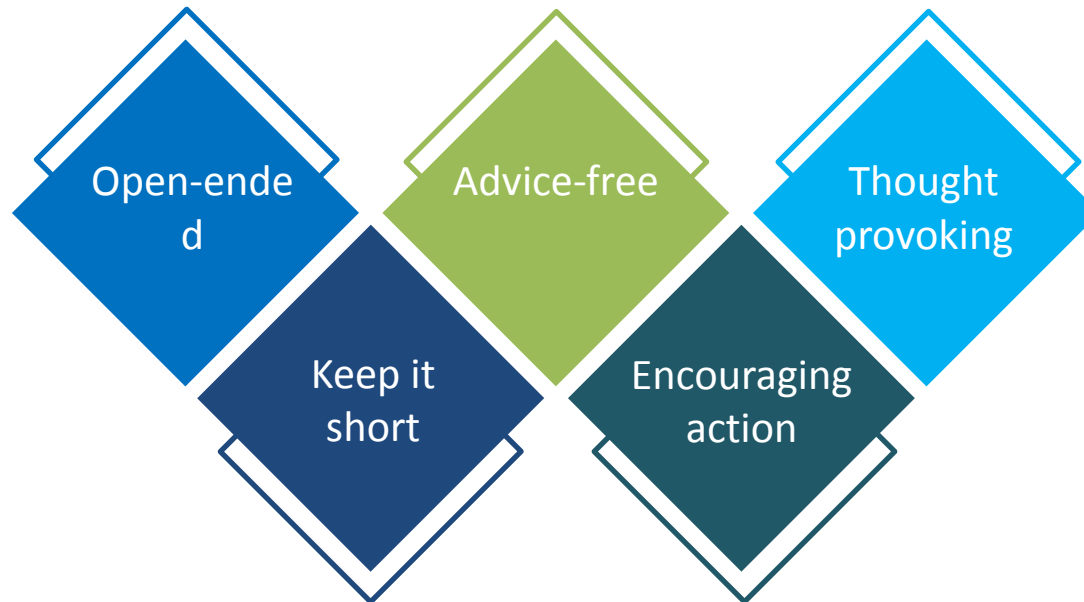 Open-ende
d
Keep it
short
Advice-free
Encouraging
action
Thought
provoking